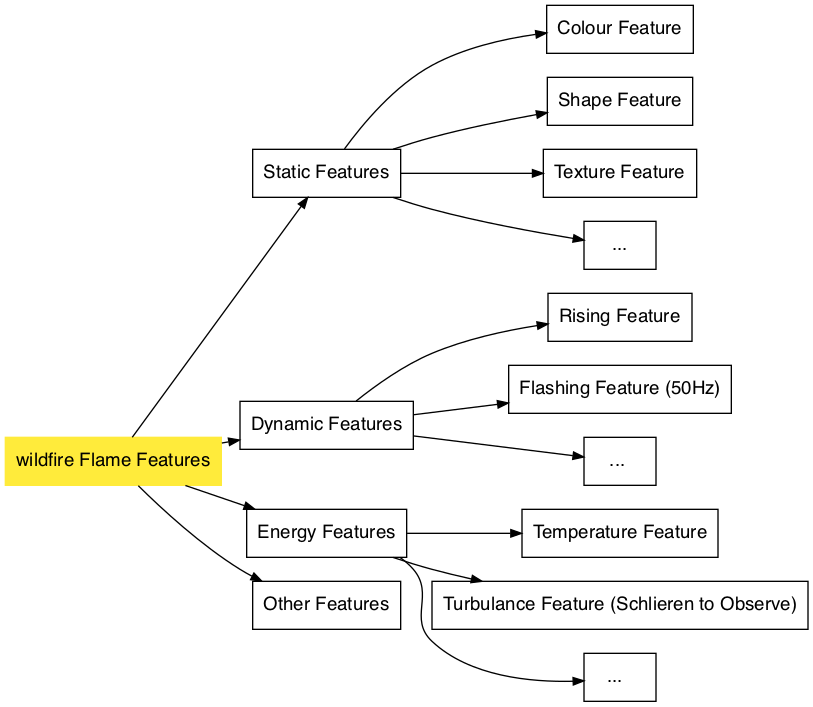 Colour Feature
Shape Feature
Static Features
Texture Feature
...
Rising Feature
Flashing Feature (50Hz)
Dynamic Features
wildfire Flame Features
...
Energy Features
Temperature Feature
Other Features
Turbulance Feature (Schlieren to Observe)
...